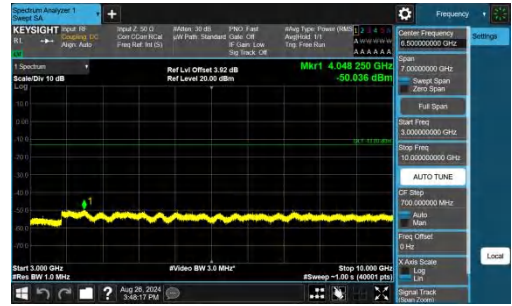 Spectrum Analyzer 1
Swept SA
+
Frequency
KEYSIGHT Input: RF
Coupling: DC
Align: Auto
Input Z: 50 Ω
Corr CCorr RCal
Freq Ref: Int (S)
#Atten: 30 dB
µW Path: Standard
PNO: Fast
Gate: Off
IF Gain: Low
Sig Track: Off
#Avg Type: Power (RMS)
Avg|Hold: 1/1
Trig: Free Run
1 2 3 4 5 6
A W W W W W
A A A A A A
1 Spectrum
Scale/Div 10 dB
Log
Ref Lvl Offset 3.92 dB
Ref Level 20.00 dBm
Mkr1 4.048 250 GHz
-50.036 dBm
10.0
0.00
-10.0
-20.0
-30.0
-40.0
-50.0
-60.0
-70.0
1
Start 3.000 GHz
#Res BW 1.0 MHz
#Video BW 3.0 MHz*
Stop 10.000 GHz
#Sweep ~1.00 s (40001 pts)
?
Aug 26, 2024
3:48:17 PM
Center Frequency
6.500000000 GHz
Settings
Span
7.00000000 GHz
Swept Span
Zero Span
Full Span
Start Freq
3.000000000 GHz
Stop Freq
10.000000000 GHz
AUTO TUNE
CF Step
700.000000 MHz
Auto
Man
Freq Offset
0 Hz
X Axis Scale
Log
Lin
Local
Signal Track
(Span Zoom)